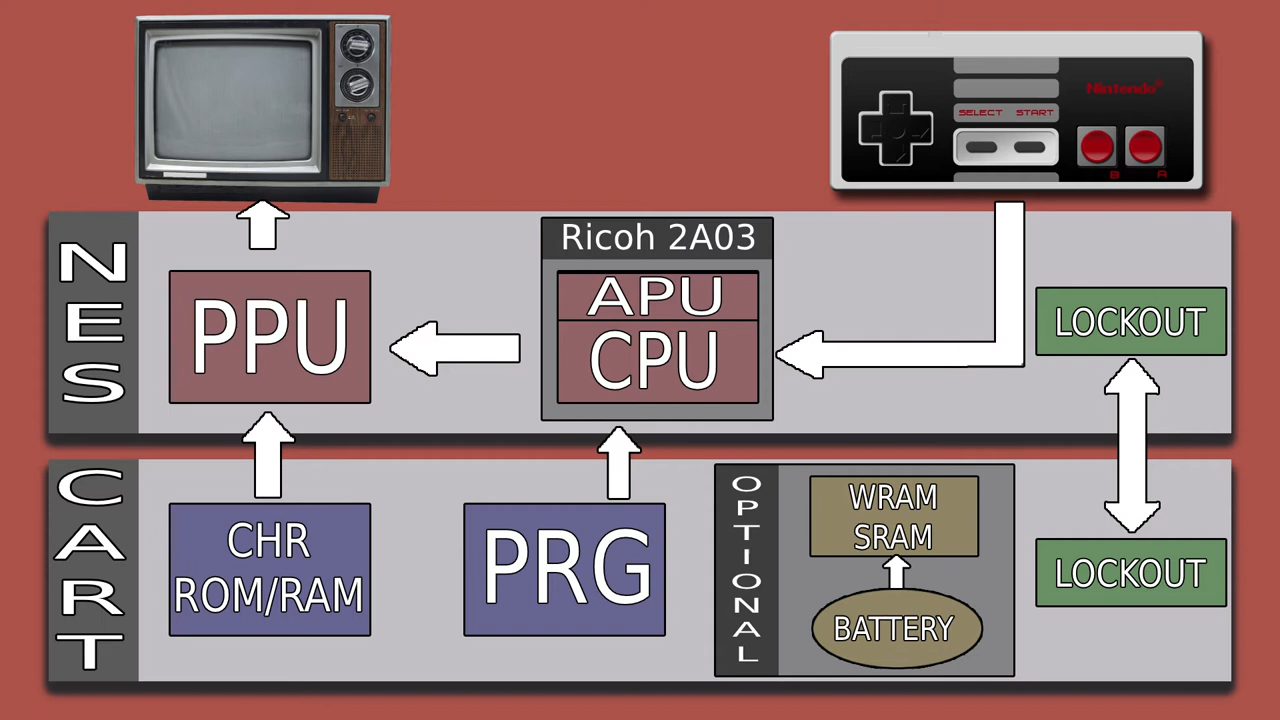 Nintendo®
SELECT START
B A
NES
Ricoh 2A03
APU
CPU
PPU
LOCKOUT
CART
CHR
ROM/RAM
PRG
OPTIONAL
WRAM
SRAM
BATTERY
LOCKOUT